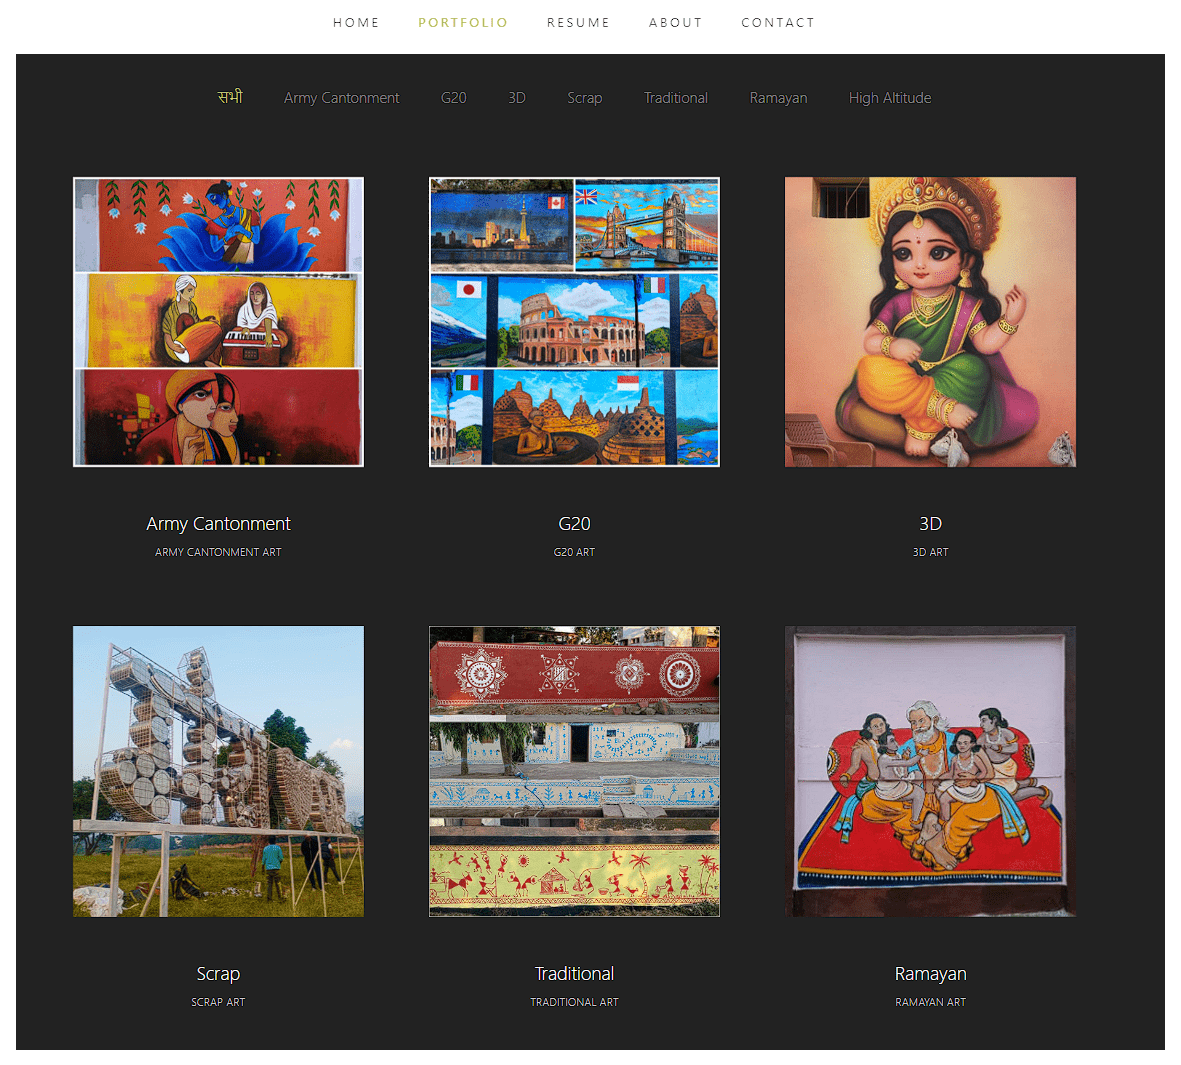 HOME PORTFOLIO RESUME ABOUT CONTACT
सभी Army Cantonment G20 3D Scrap Traditional Ramayan High Altitude
Army Cantonment G20 3D
ARMY CANTONMENT ART G20 ART 3D ART
Scrap Traditional Ramayan
SCRAP ART TRADITIONAL ART RAMAYAN ART